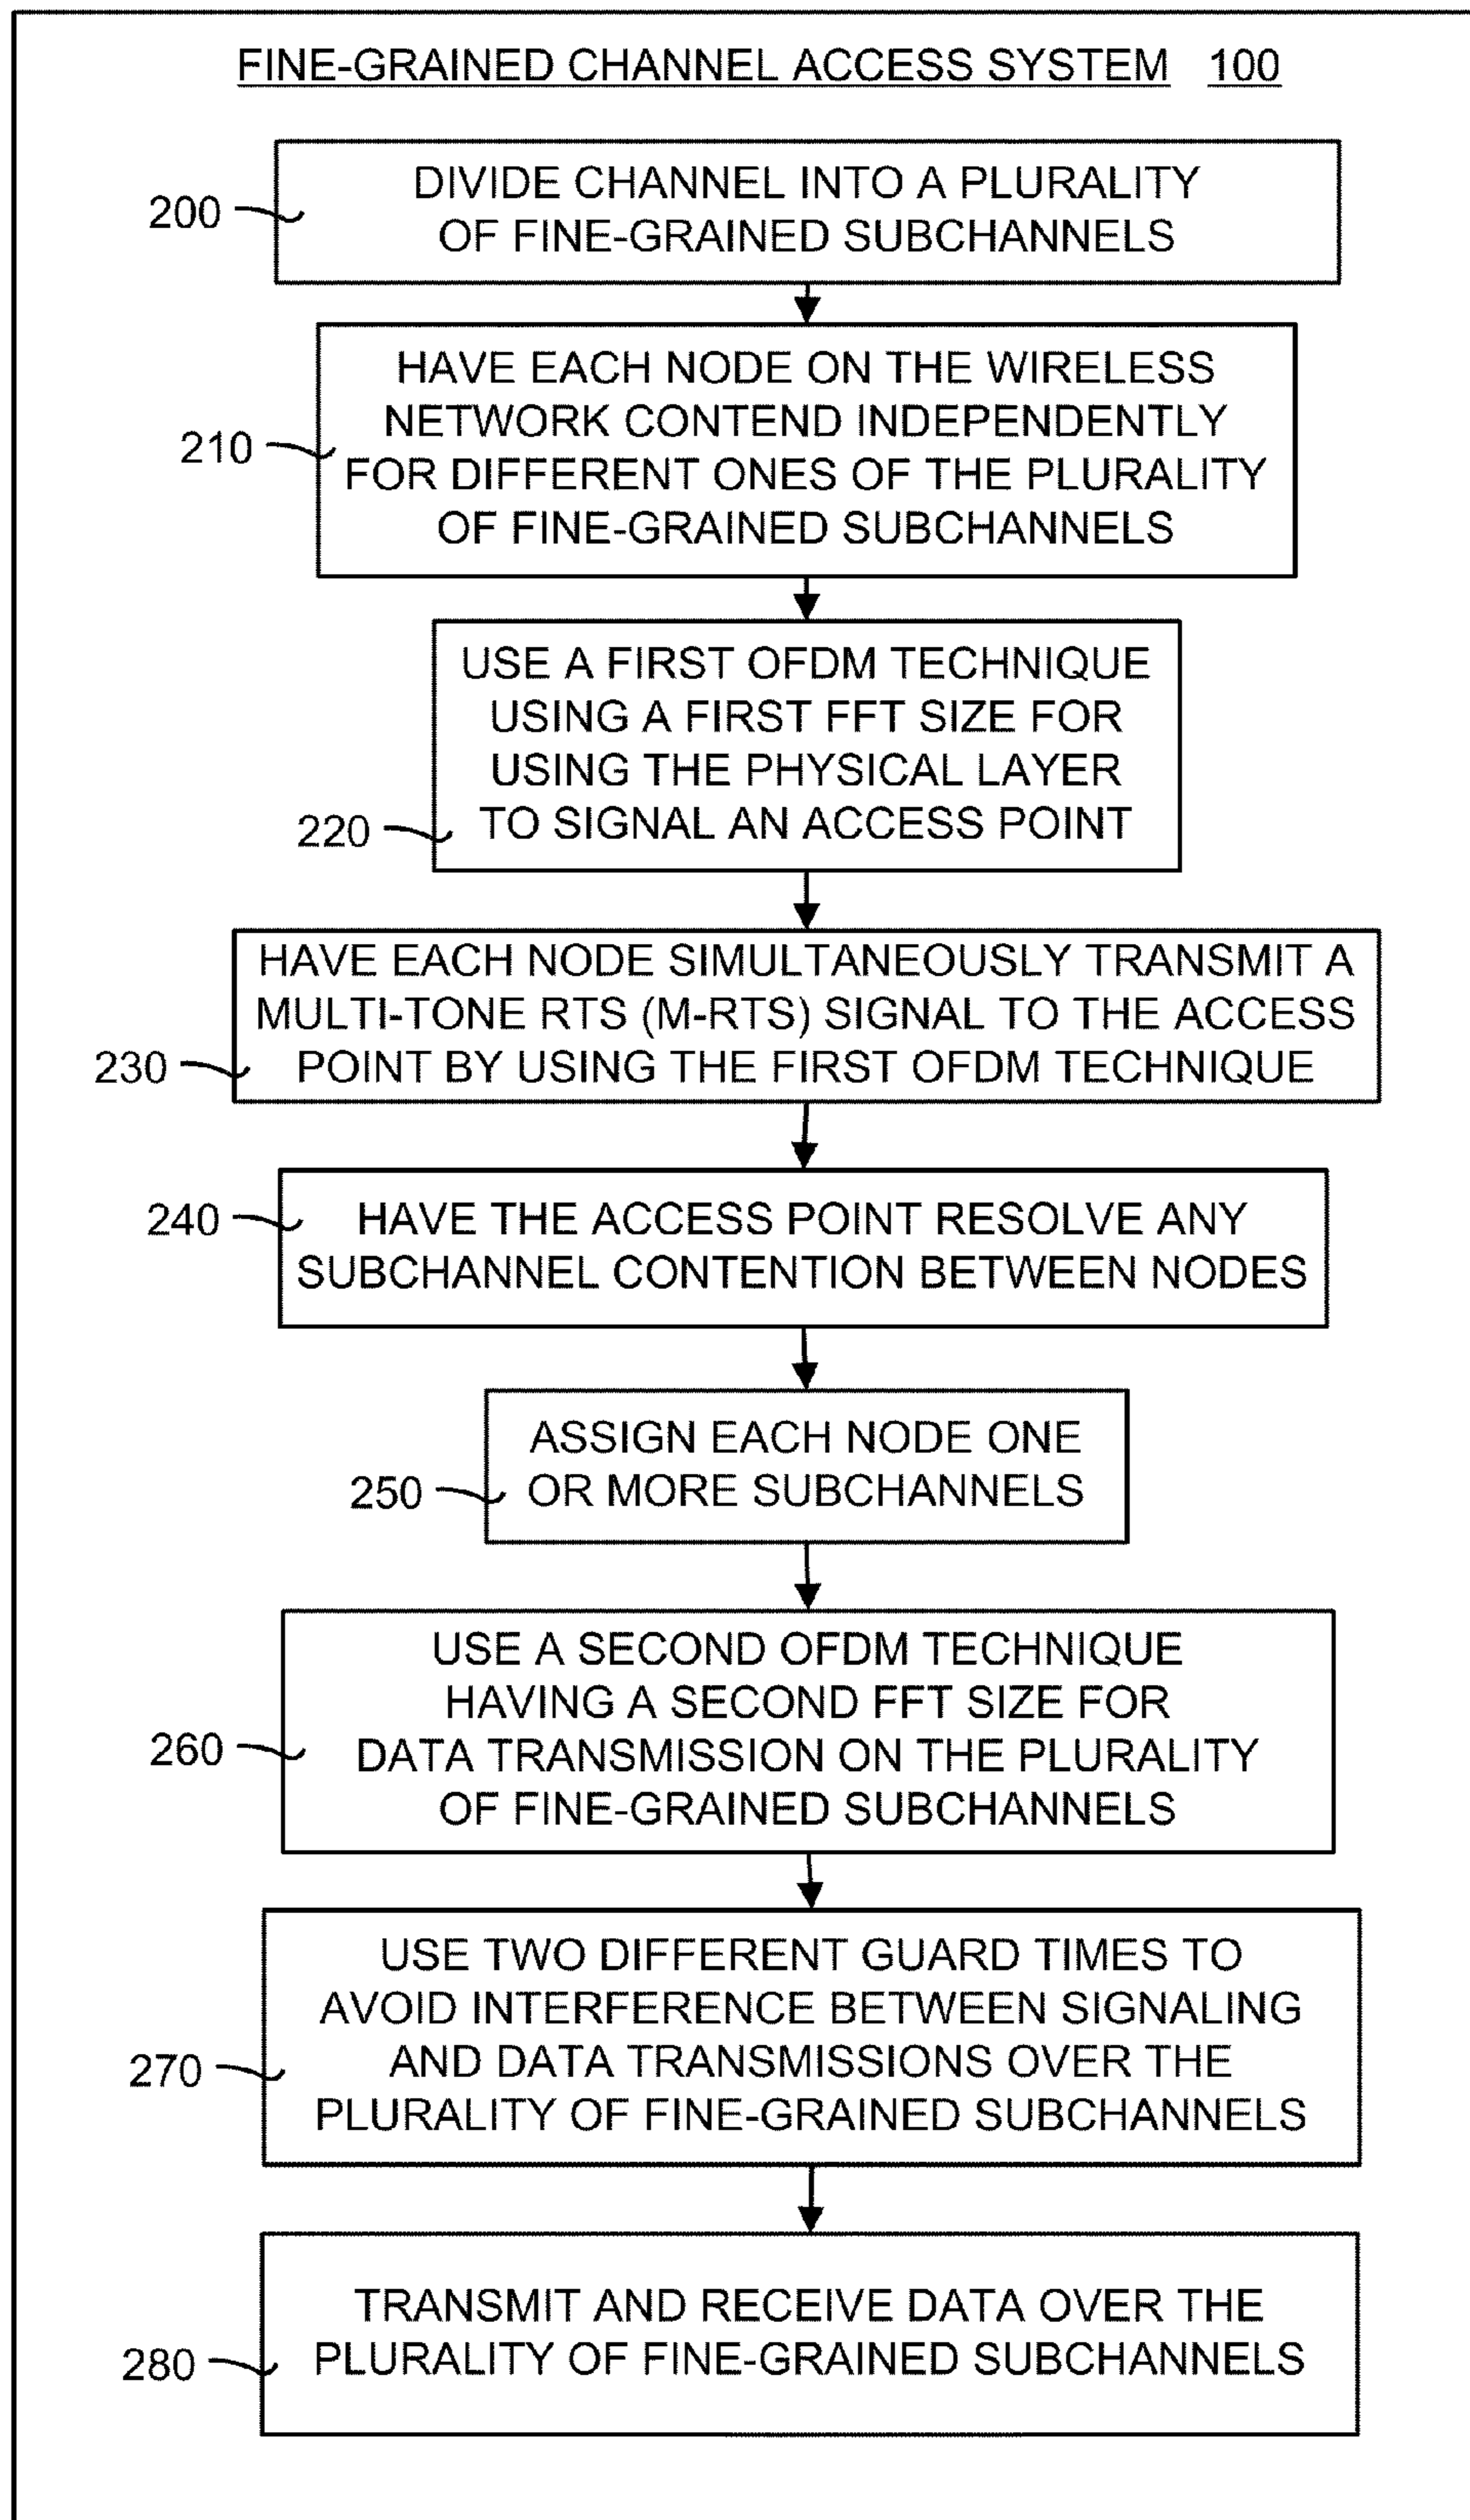 FINE-GRAINED CHANNEL ACCESS SYSTEM 100
200
DIVIDE CHANNEL INTO A PLURALITY
OF FINE-GRAINED SUBCHANNELS
210
HAVE EACH NODE ON THE WIRELESS
NETWORK CONTEND INDEPENDENTLY
FOR DIFFERENT ONES OF THE PLURALITY
OF FINE-GRAINED SUBCHANNELS
220
USE A FIRST OFDM TECHNIQUE
USING A FIRST FFT SIZE FOR
USING THE PHYSICAL LAYER
TO SIGNAL AN ACCESS POINT
230
HAVE EACH NODE SIMULTANEOUSLY TRANSMIT A
MULTI-TONE RTS (M-RTS) SIGNAL TO THE ACCESS
POINT BY USING THE FIRST OFDM TECHNIQUE
240
HAVE THE ACCESS POINT RESOLVE ANY
SUBCHANNEL CONTENTION BETWEEN NODES
250
ASSIGN EACH NODE ONE
OR MORE SUBCHANNELS
260
USE A SECOND OFDM TECHNIQUE
HAVING A SECOND FFT SIZE FOR
DATA TRANSMISSION ON THE PLURALITY
OF FINE-GRAINED SUBCHANNELS
270
USE TWO DIFFERENT GUARD TIMES TO
AVOID INTERFERENCE BETWEEN SIGNALING
AND DATA TRANSMISSIONS OVER THE
PLURALITY OF FINE-GRAINED SUBCHANNELS
280
TRANSMIT AND RECEIVE DATA OVER THE
PLURALITY OF FINE-GRAINED SUBCHANNELS